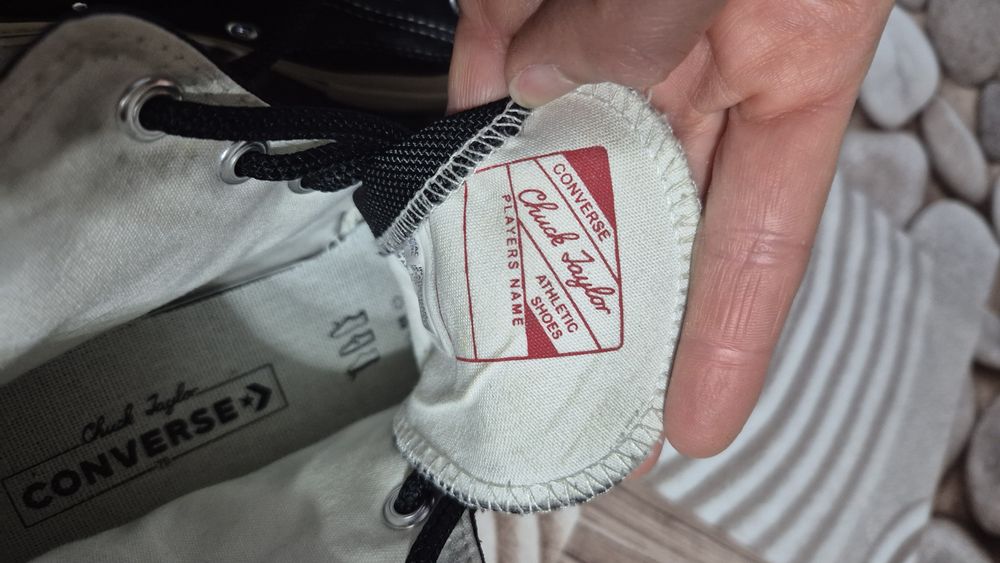 CONVERSE
Chuck Taylor
ATHLETIC
SHOES
PLAYERS NAME
Chuck Taylor
CONVERSE